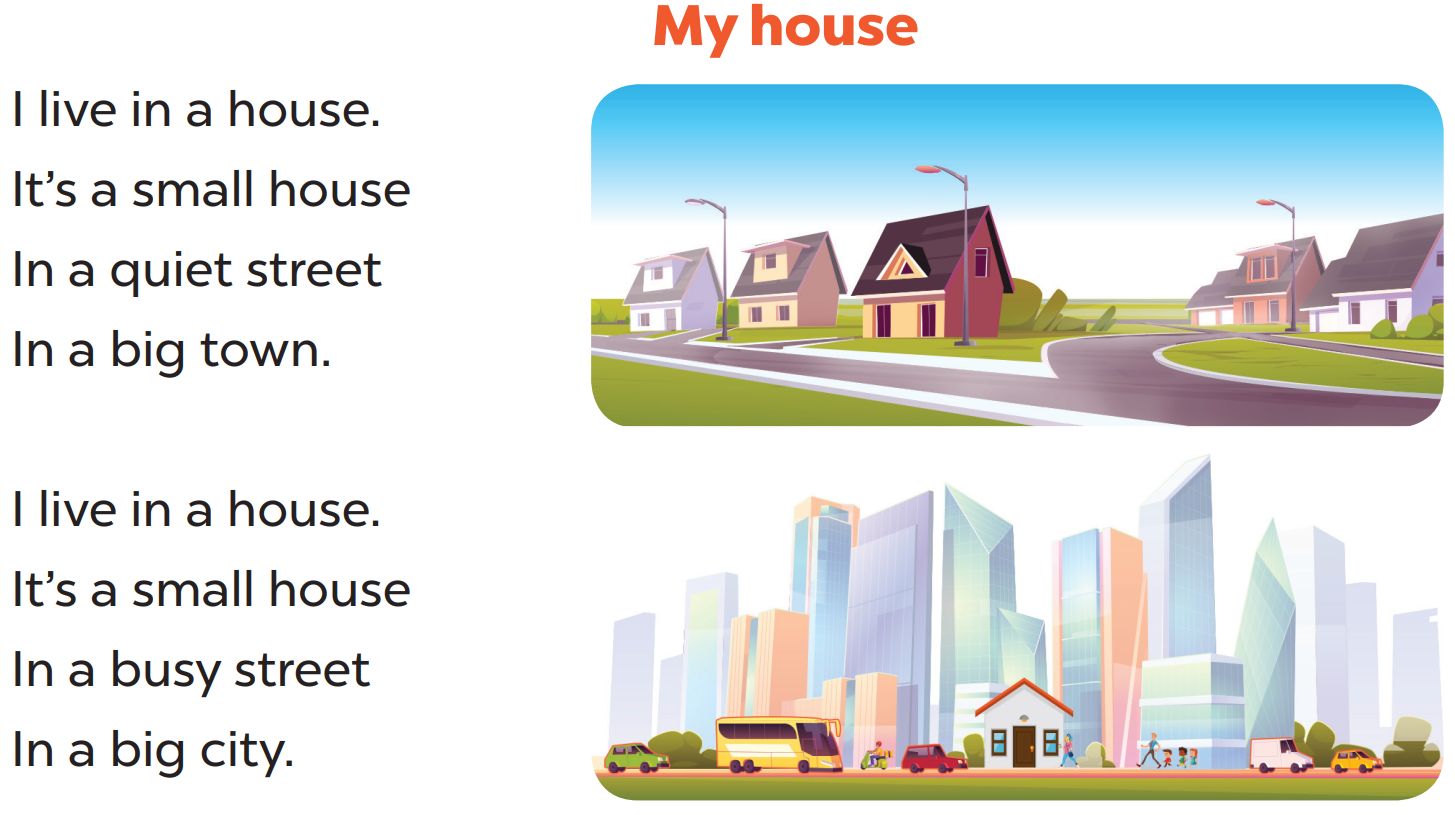 My house
I live in a house.
It’s a small house
In a quiet street
In a big town.
I live in a house.
It’s a small house
In a busy street
In a big city.